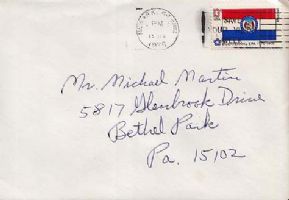 Mr. Michael Martin
5817 Glenbrook Drive
Bethel Park
Pa. 15102